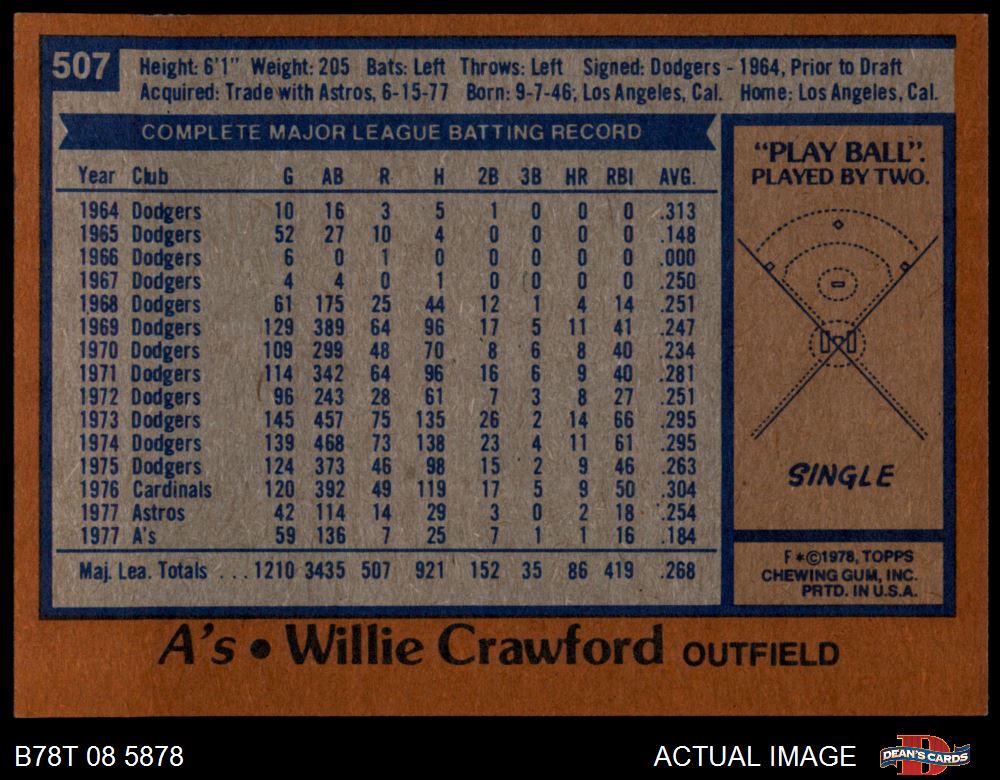 507
Height: 6'1" Weight: 205 Bats: Left Throws: Left Signed: Dodgers - 1964, Prior to Draft
Acquired: Trade with Astros, 6-15-77 Born: 9-7-46, Los Angeles, Cal. Home: Los Angeles, Cal.
COMPLETE MAJOR LEAGUE BATTING RECORD
Year Club G AB R H 2B 3B HR RBI AVG.
1964 Dodgers 10 16 3 5 1 0 0 0 .313
1965 Dodgers 52 27 10 4 0 0 0 0 .148
1966 Dodgers 6 0 1 0 0 0 0 0 .000
1967 Dodgers 4 4 0 1 0 0 0 0 .250
1968 Dodgers 61 175 25 44 12 1 4 14 .251
1969 Dodgers 129 389 64 96 17 5 11 41 .247
1970 Dodgers 109 299 48 70 8 6 8 40 .234
1971 Dodgers 114 342 64 96 16 6 9 40 .281
1972 Dodgers 96 243 28 61 7 3 8 27 .251
1973 Dodgers 145 457 75 135 26 2 14 66 .295
1974 Dodgers 139 468 73 138 23 4 11 61 .295
1975 Dodgers 124 373 46 98 15 2 9 46 .263
1976 Cardinals 120 392 49 119 17 5 9 50 .304
1977 Astros 42 114 14 29 3 0 2 18 .254
1977 A's 59 136 7 25 7 1 1 16 .184
Maj. Lea. Totals ...1210 3435 507 921 152 35 86 419 .268
"PLAY BALL".
PLAYED BY TWO.
SINGLE
F*©1978, TOPPS
CHEWING GUM, INC.
PRTD. IN U.S.A.
A's • Willie Crawford OUTFIELD
B78T 08 5878
ACTUAL IMAGE
DEAN'S CARDS